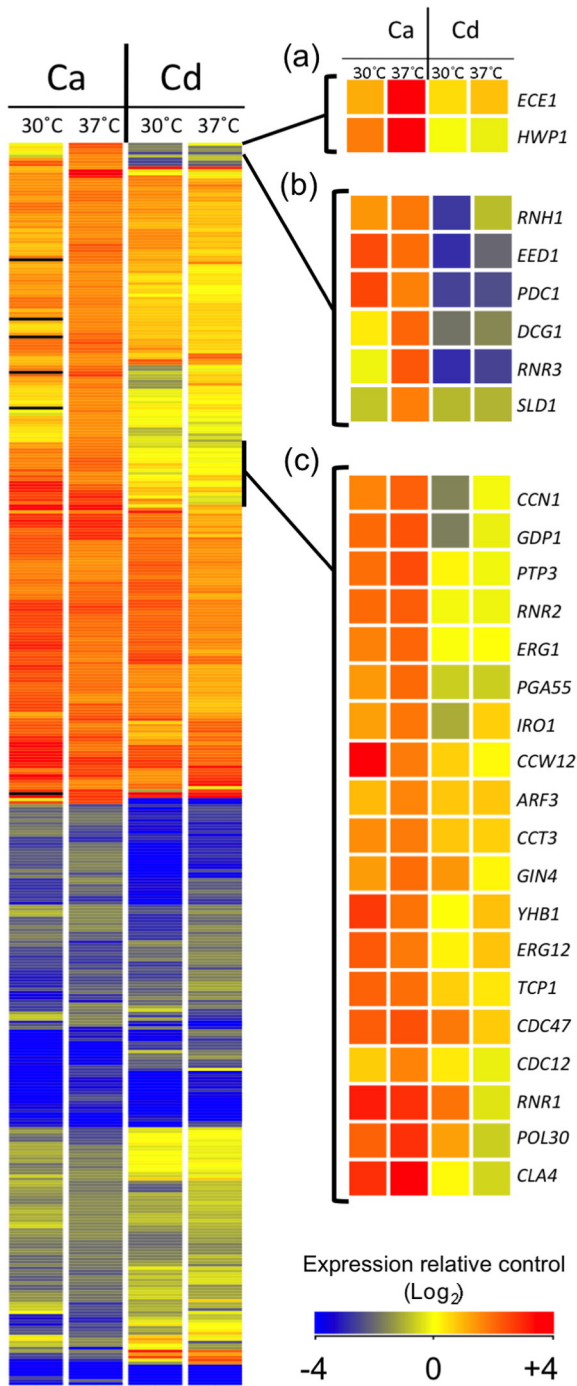 Ca Cd
30°C 37°C 30°C 37°C
(a)
Ca Cd
30°C 37°C 30°C 37°C
ECE1
HWP1
(b)
RNH1
EED1
PDC1
DCG1
RNR3
SLD1
(c)
CCN1
GDP1
PTP3
RNR2
ERG1
PGA55
IRO1
CCW12
ARF3
CCT3
GIN4
YHB1
ERG12
TCP1
CDC47
CDC12
RNR1
POL30
CLA4
Expression relative control
(Log2)
-4 0 +4